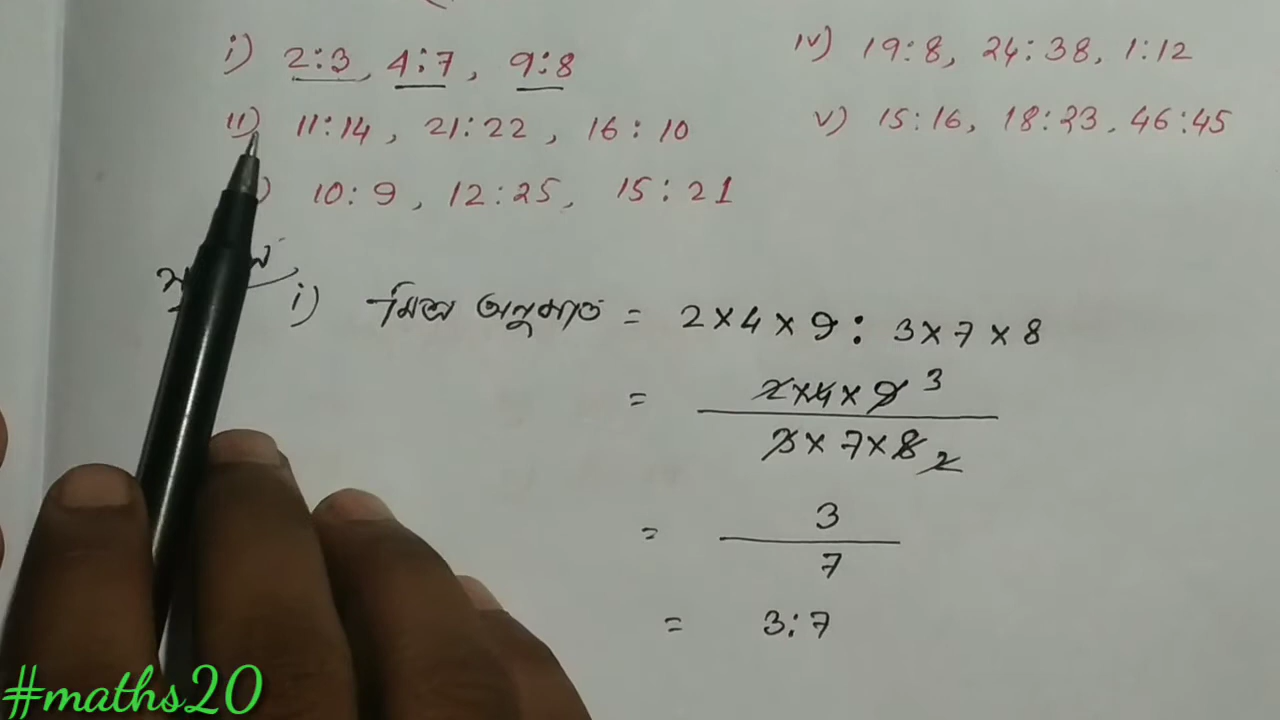 i) 2:3, 4:7, 9:8
ii) 11:14, 21:22, 16:10
) 10:9, 12:25, 15:21
iv) 19:8, 24:38, 1:12
v) 15:16, 18:23, 46:45
i) মিশ্র অনুপাত = 2×4×9 : 3×7×8
= 2×4×9 3
3×7×8 2
= 3
7
= 3:7
#maths20